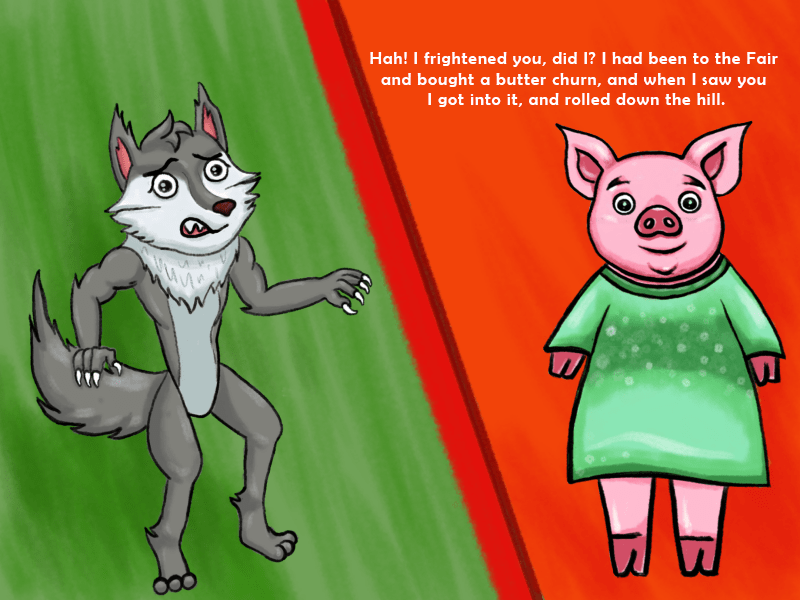 Hah! I frightened you, did I? I had been to the Fair
and bought a butter churn, and when I saw you
I got into it, and rolled down the hill.